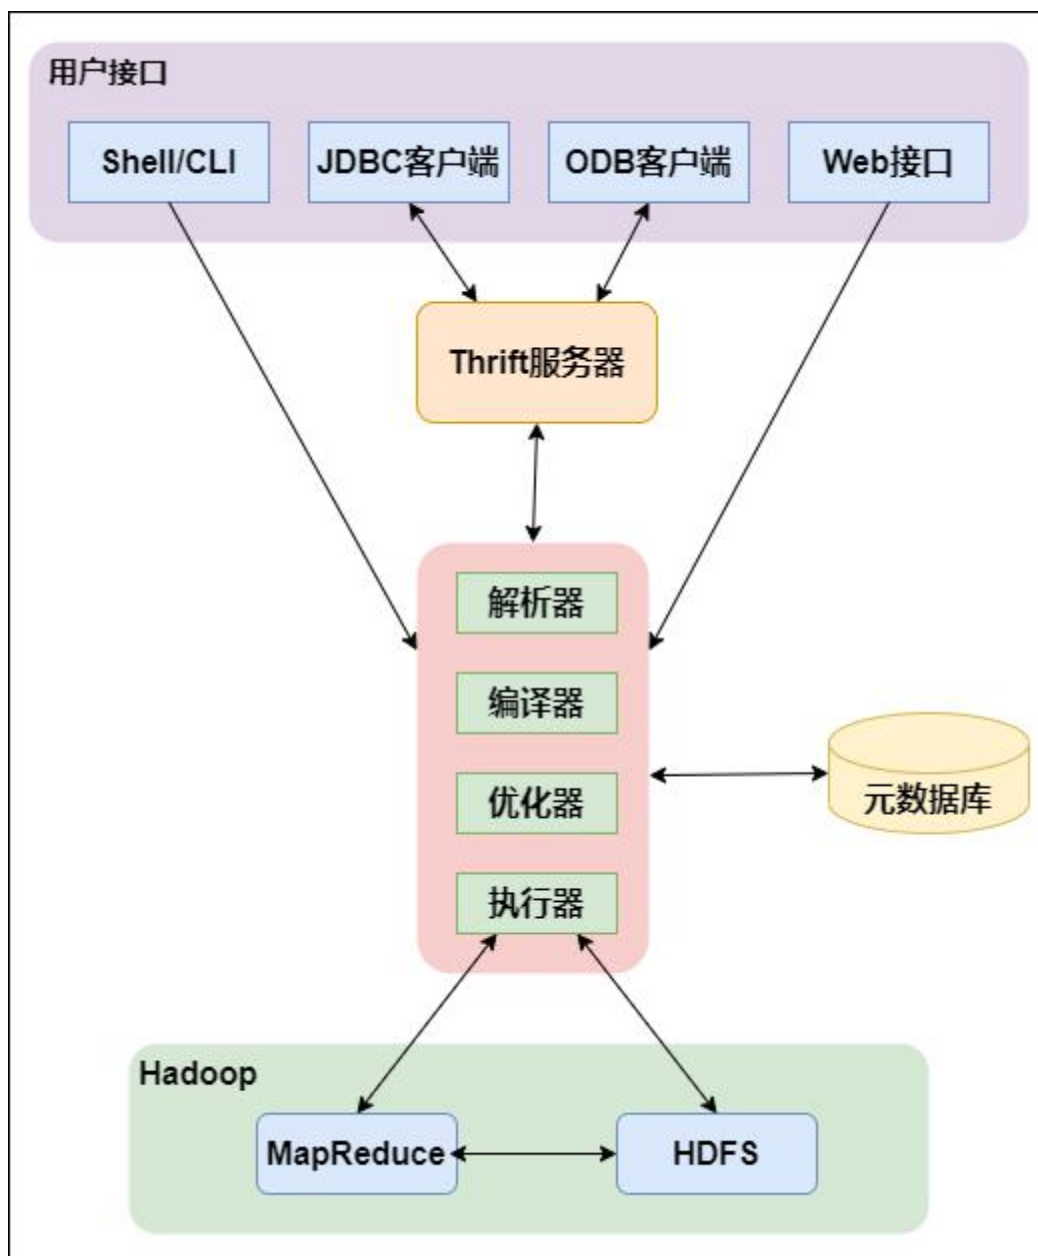 用户接口
Shell/CLI
JDBC客户端
ODB客户端
Web接口
Thrift服务器
解析器
编译器
优化器
执行器
元数据库
Hadoop
MapReduce
HDFS